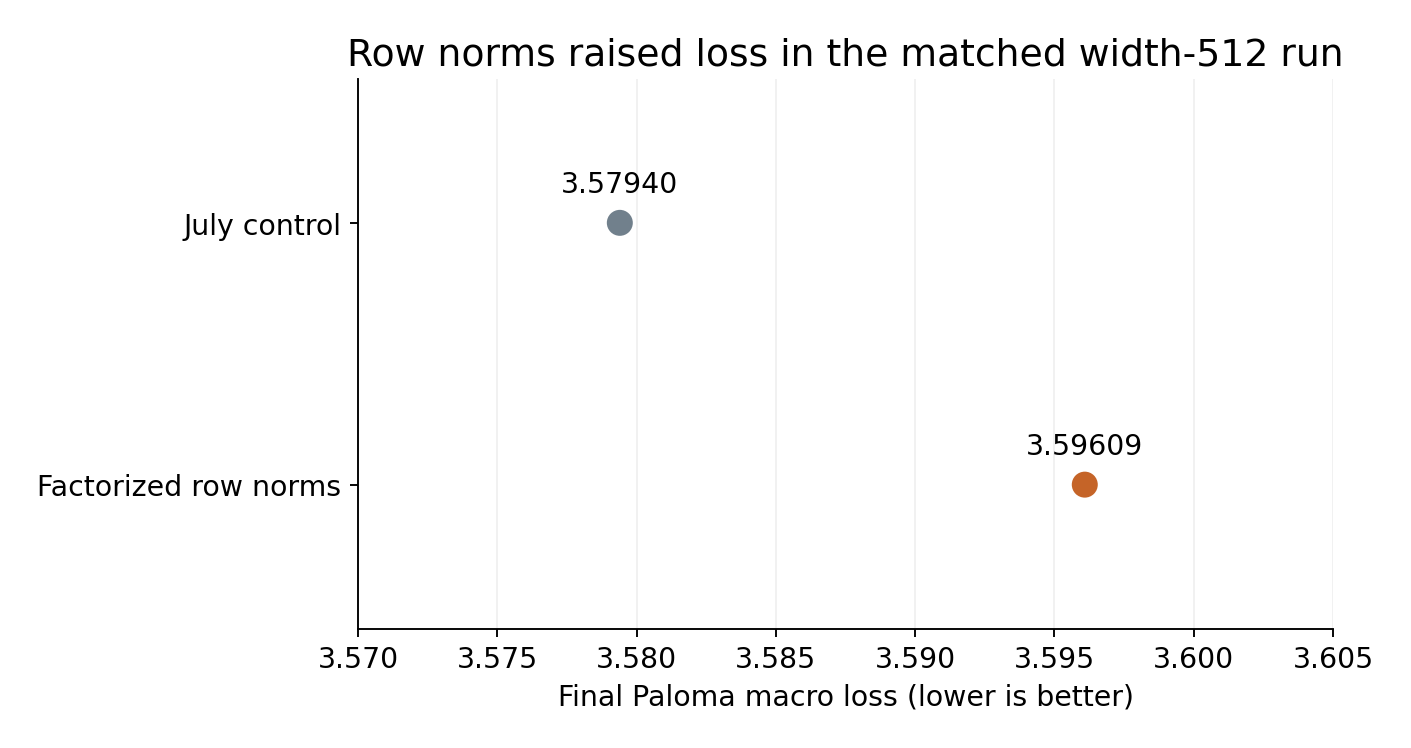 Row norms raised loss in the matched width-512 run
3.57940
July control
3.59609
Factorized row norms
3.570 3.575 3.580 3.585 3.590 3.595 3.600 3.605
Final Paloma macro loss (lower is better)